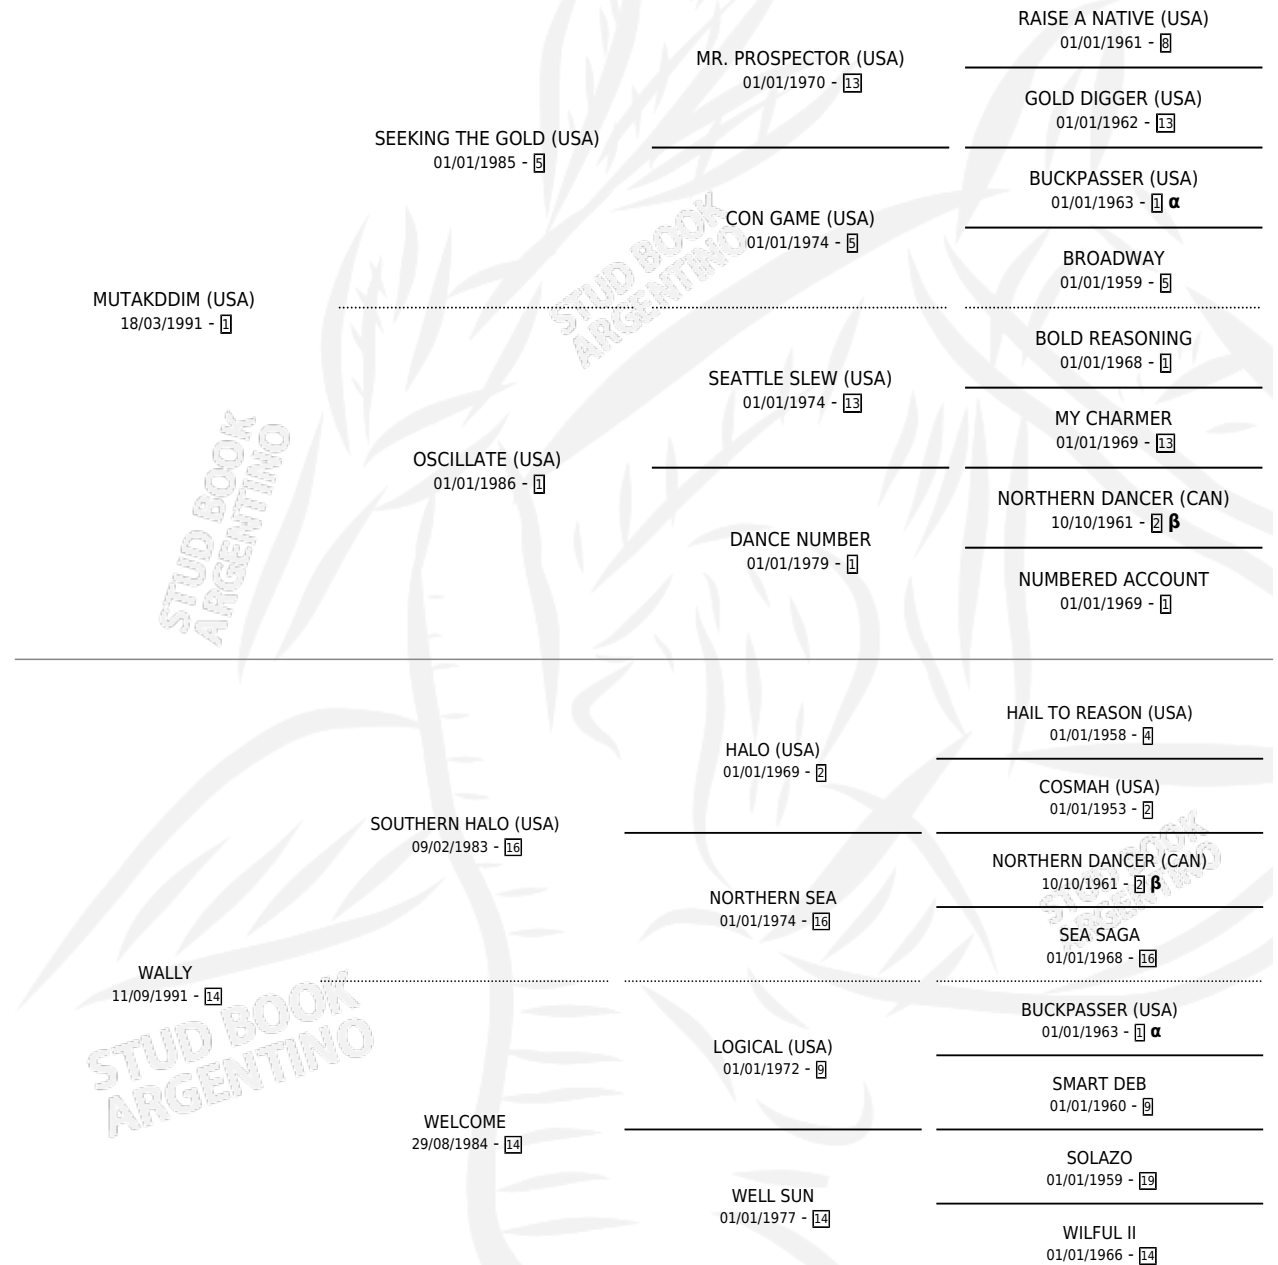 RAISE A NATIVE (USA)
01/01/1961 - 8
MR. PROSPECTOR (USA)
01/01/1970 - 13
GOLD DIGGER (USA)
01/01/1962 - 13
SEEKING THE GOLD (USA)
01/01/1985 - 5
BUCKPASSER (USA)
01/01/1963 - 1 α
CON GAME (USA)
01/01/1974 - 5
BROADWAY
01/01/1959 - 5
MUTAKDDIM (USA)
18/03/1991 - 1
BOLD REASONING
01/01/1968 - 1
SEATTLE SLEW (USA)
01/01/1974 - 13
MY CHARMER
01/01/1969 - 13
OSCILLATE (USA)
01/01/1986 - 1
NORTHERN DANCER (CAN)
10/10/1961 - 2 β
DANCE NUMBER
01/01/1979 - 1
NUMBERED ACCOUNT
01/01/1969 - 1
HAIL TO REASON (USA)
01/01/1958 - 4
HALO (USA)
01/01/1969 - 2
COSMAH (USA)
01/01/1953 - 2
SOUTHERN HALO (USA)
09/02/1983 - 16
NORTHERN DANCER (CAN)
10/10/1961 - 2 β
NORTHERN SEA
01/01/1974 - 16
SEA SAGA
01/01/1968 - 16
WALLY
11/09/1991 - 14
BUCKPASSER (USA)
01/01/1963 - 1 α
LOGICAL (USA)
01/01/1972 - 9
SMART DEB
01/01/1960 - 9
WELCOME
29/08/1984 - 14
SOLAZO
01/01/1959 - 19
WELL SUN
01/01/1977 - 14
WILFUL II
01/01/1966 - 14
STUD BOOK
ARGENTINO
STUD BOOK
ARGENTINO
STUD BOOK
ARGENTINO
STUD BOOK
ARGENTINO